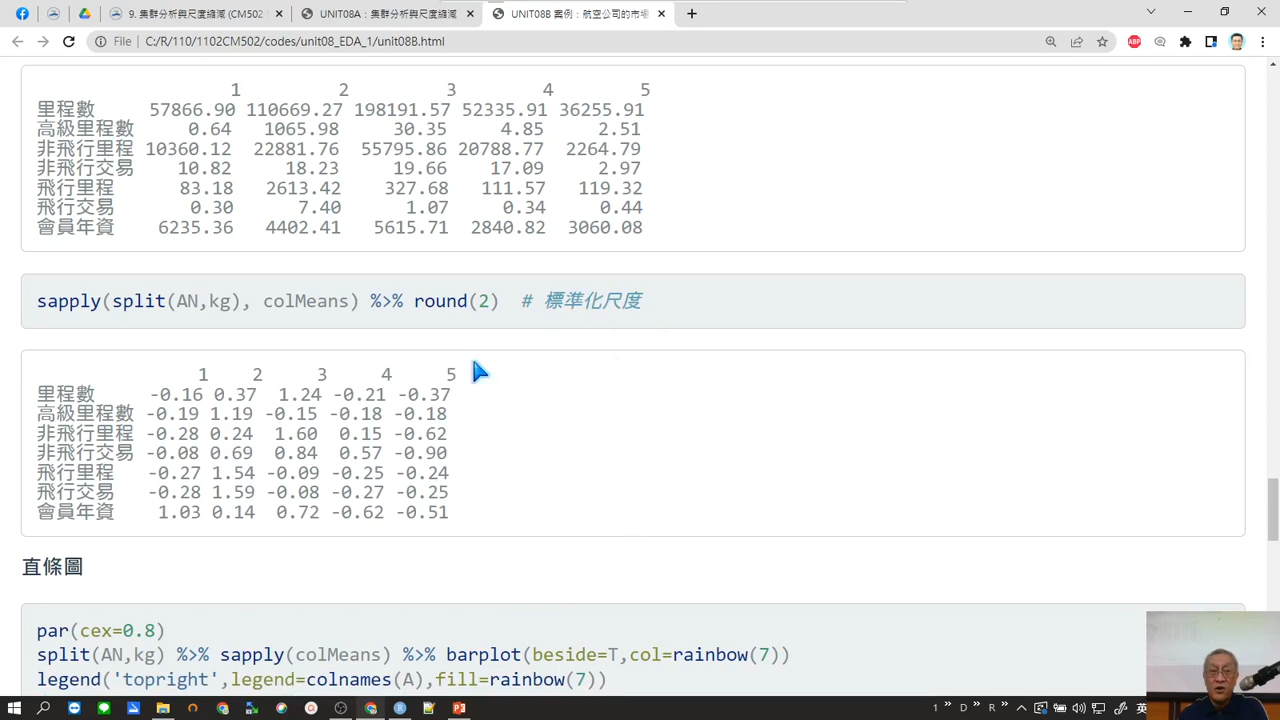 9. 集群分析與尺度縮減 (CM502
UNIT08A：集群分析與尺度縮減
UNIT08B 案例：航空公司的市場
File
C:/R/110/1102CM502/codes/unit08_EDA_1/unit08B.html
ABP
1 2 3 4 5
里程數 57866.90 110669.27 198191.57 52335.91 36255.91
高級里程數 0.64 1065.98 30.35 4.85 2.51
非飛行里程 10360.12 22881.76 55795.86 20788.77 2264.79
非飛行交易 10.82 18.23 19.66 17.09 2.97
飛行里程 83.18 2613.42 327.68 111.57 119.32
飛行交易 0.30 7.40 1.07 0.34 0.44
會員年資 6235.36 4402.41 5615.71 2840.82 3060.08
sapply(split(AN,kg), colMeans) %>% round(2) # 標準化尺度
1 2 3 4 5
里程數 -0.16 0.37 1.24 -0.21 -0.37
高級里程數 -0.19 1.19 -0.15 -0.18 -0.18
非飛行里程 -0.28 0.24 1.60 0.15 -0.62
非飛行交易 -0.08 0.69 0.84 0.57 -0.90
飛行里程 -0.27 1.54 -0.09 -0.25 -0.24
飛行交易 -0.28 1.59 -0.08 -0.27 -0.25
會員年資 1.03 0.14 0.72 -0.62 -0.51
直條圖
par(cex=0.8)
split(AN,kg) %>% sapply(colMeans) %>% barplot(beside=T,col=rainbow(7))
legend('topright',legend=colnames(A),fill=rainbow(7))
1 D R 英